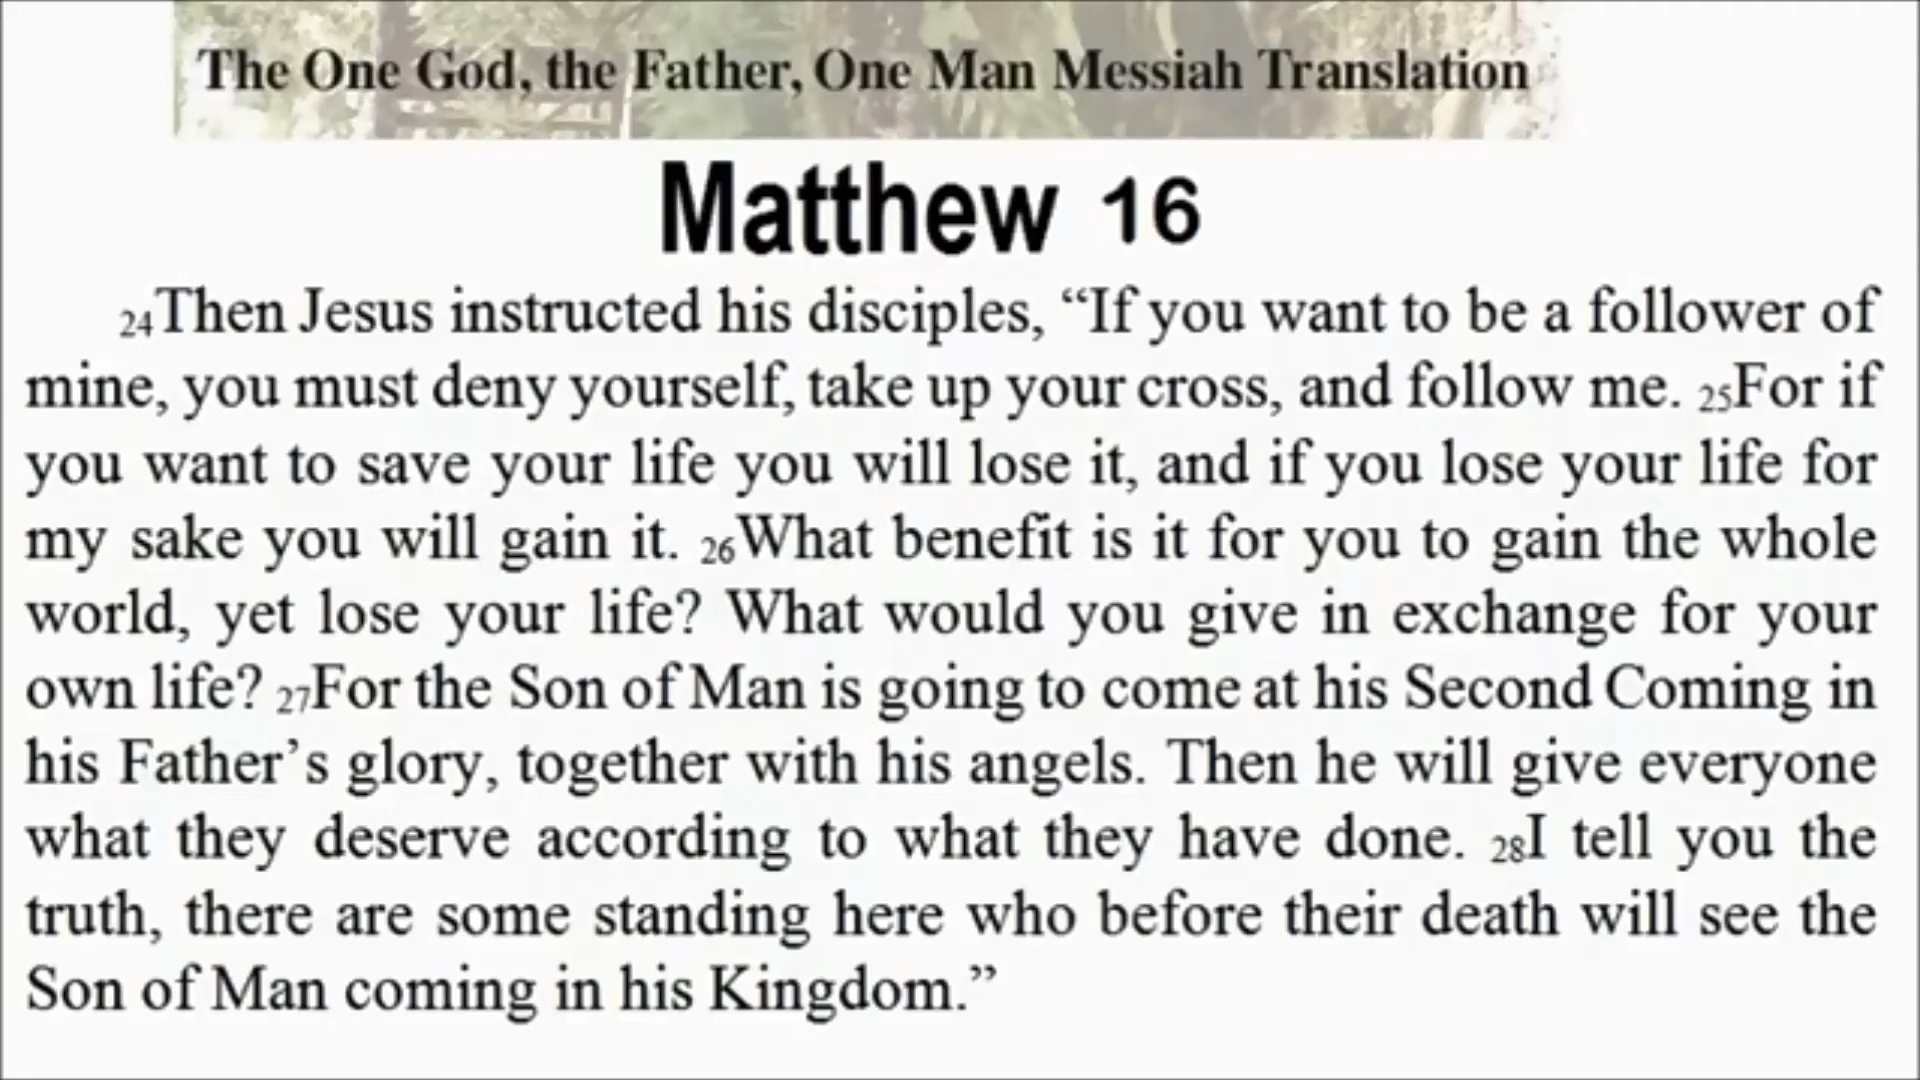 The One God, the Father, One Man Messiah Translation
Matthew 16
24Then Jesus instructed his disciples, “If you want to be a follower of
mine, you must deny yourself, take up your cross, and follow me. 25For if
you want to save your life you will lose it, and if you lose your life for
my sake you will gain it. 26What benefit is it for you to gain the whole
world, yet lose your life? What would you give in exchange for your
own life? 27For the Son of Man is going to come at his Second Coming in
his Father’s glory, together with his angels. Then he will give everyone
what they deserve according to what they have done. 28I tell you the
truth, there are some standing here who before their death will see the
Son of Man coming in his Kingdom.”